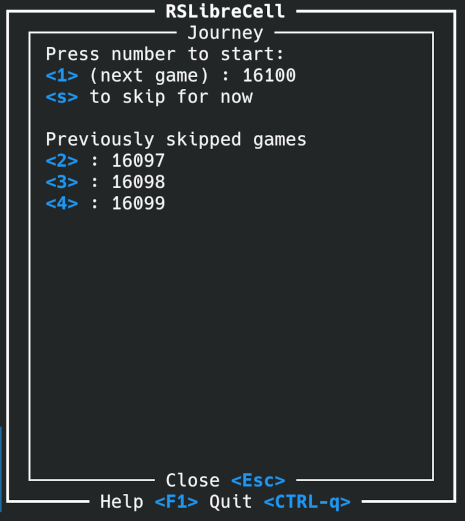 RSLibreCell
Journey
Press number to start:
<1> (next game) : 16100
<s> to skip for now
Previously skipped games
<2> : 16097
<3> : 16098
<4> : 16099
Close <Esc>
Help <F1> Quit <CTRL-q>